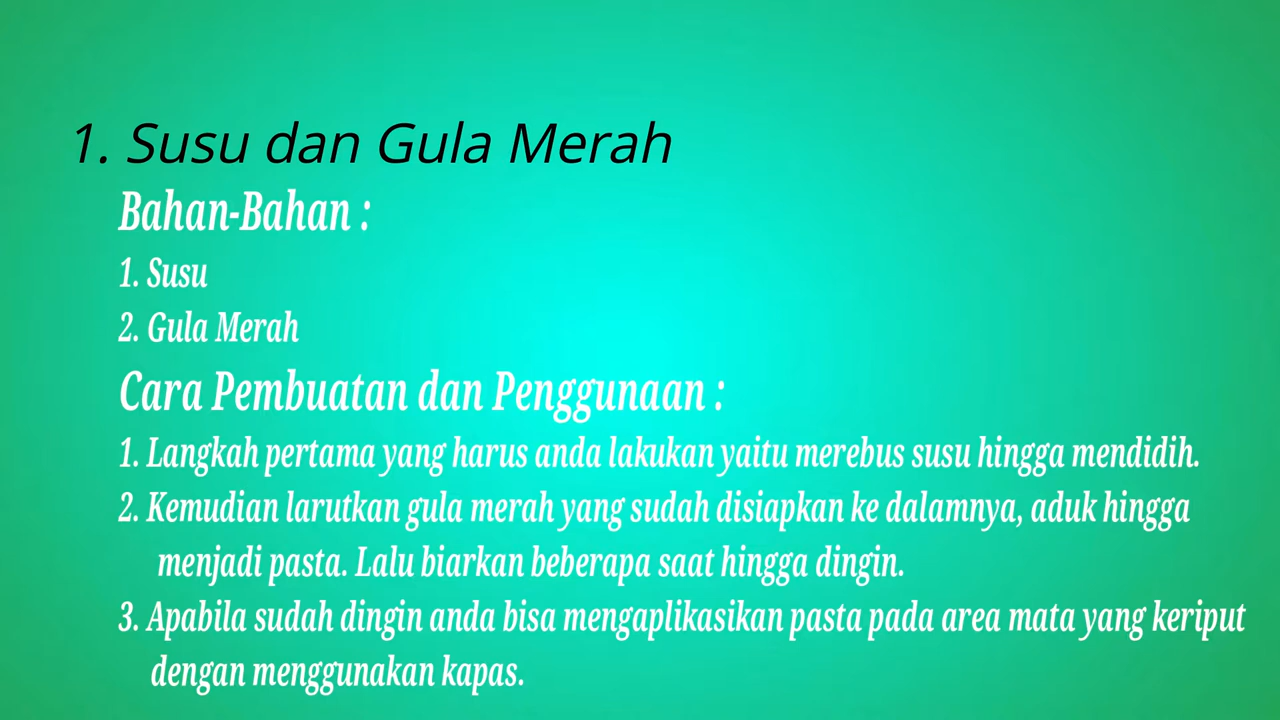 1. Susu dan Gula Merah
Bahan-Bahan :
1. Susu
2. Gula Merah
Cara Pembuatan dan Penggunaan :
1. Langkah pertama yang harus anda lakukan yaitu merebus susu hingga mendidih.
2. Kemudian larutkan gula merah yang sudah disiapkan ke dalamnya, aduk hingga
menjadi pasta. Lalu biarkan beberapa saat hingga dingin.
3. Apabila sudah dingin anda bisa mengaplikasikan pasta pada area mata yang keriput
dengan menggunakan kapas.